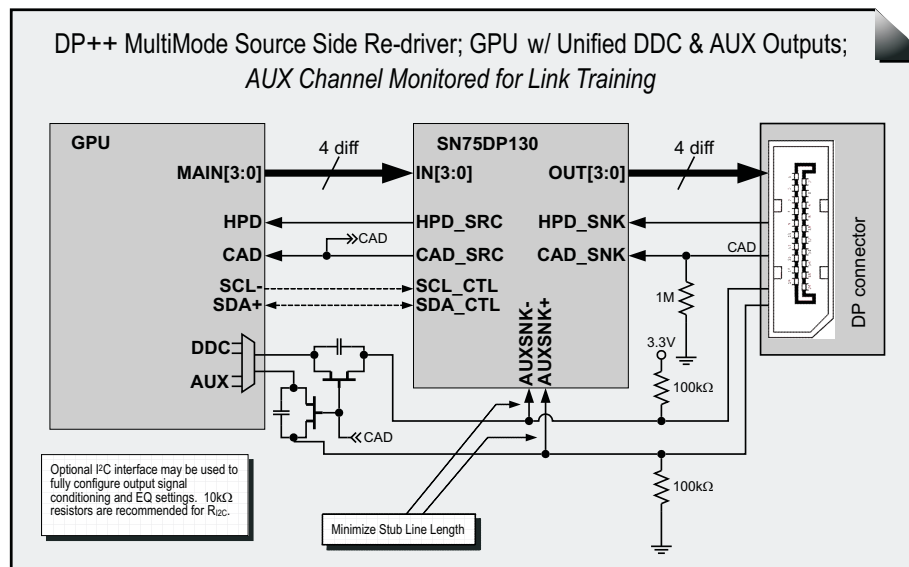 DP++ MultiMode Source Side Re-driver; GPU w/ Unified DDC & AUX Outputs;
AUX Channel Monitored for Link Training
GPU
SN75DP130
4 diff
4 diff
MAIN[3:0]
IN[3:0]
OUT[3:0]
HPD
HPD_SRC
HPD_SNK
CAD
CAD
CAD_SRC
CAD_SNK
CAD
SCL-
SCL_CTL
SDA+
SDA_CTL
1M
DP connector
AUXSNK-
AUXSNK+
DDC
AUX
3.3V
100kΩ
CAD
100kΩ
Optional I²C interface may be used to
fully configure output signal
conditioning and EQ settings. 10kΩ
resistors are recommended for RI2C.
Minimize Stub Line Length